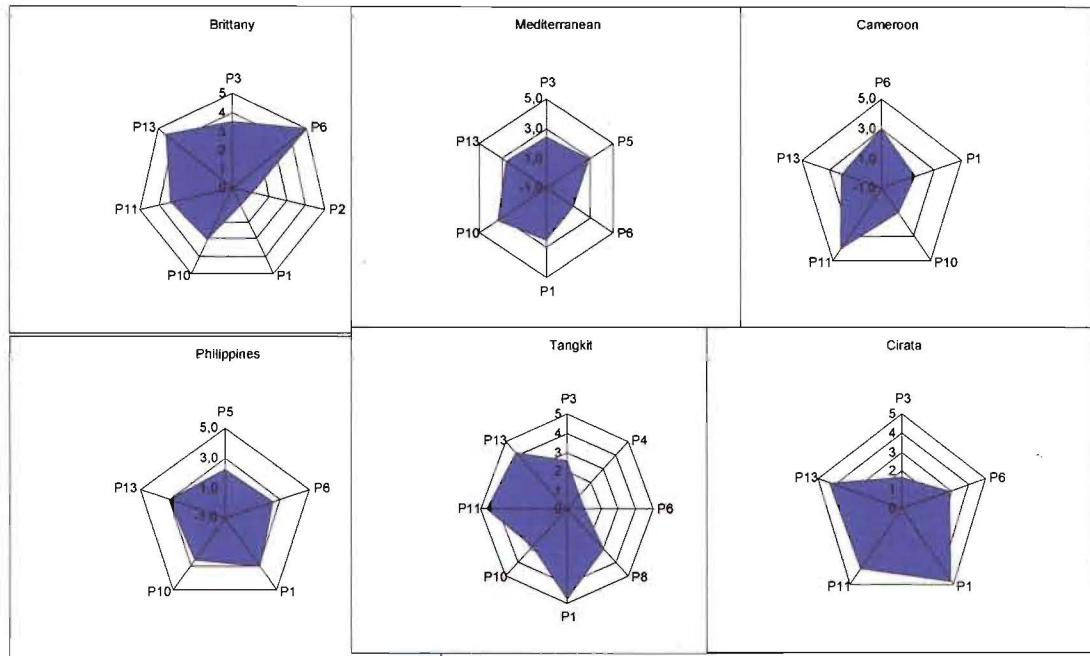 Brittany
P3
5
4
3
2
1
0
P6
P2
P1
P10
P11
P13
Mediterranean
P3
5,0
3,0
1,0
-1,0
P5
P6
P1
P10
P13
Cameroon
P6
5,0
3,0
1,0
-1,0
P1
P10
P11
P13
Philippines
P5
5,0
3,0
1,0
-1,0
P6
P1
P10
P13
Tangkit
P3
5
4
3
2
1
0
P4
P6
P8
P1
P10
P11
P13
Cirata
P3
5
4
3
2
1
0
P6
P1
P11
P13